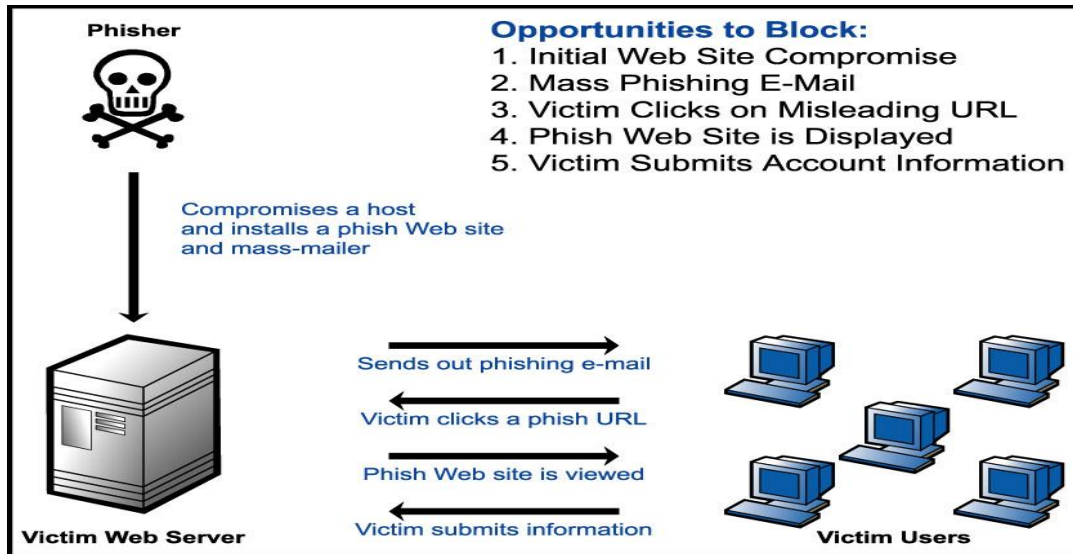 Phisher
Opportunities to Block:
1. Initial Web Site Compromise
2. Mass Phishing E-Mail
3. Victim Clicks on Misleading URL
4. Phish Web Site is Displayed
5. Victim Submits Account Information
Compromises a host
and installs a phish Web site
and mass-mailer
Sends out phishing e-mail
Victim clicks a phish URL
Phish Web site is viewed
Victim submits information
Victim Web Server
Victim Users